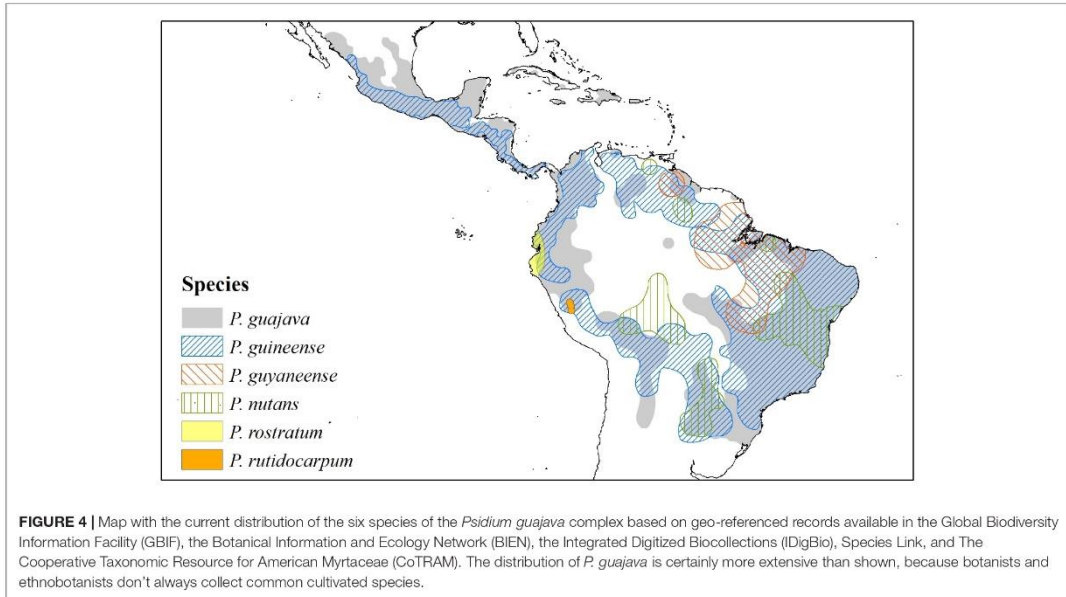 Species
P. guajava
P. guineense
P. guyaneense
P. nutans
P. rostratum
P. rutidocarpum
FIGURE 4 | Map with the current distribution of the six species of the Psidium guajava complex based on geo-referenced records available in the Global Biodiversity
Information Facility (GBIF), the Botanical Information and Ecology Network (BIEN), the Integrated Digitized Biocollections (IDigBio), Species Link, and The
Cooperative Taxonomic Resource for American Myrtaceae (CoTRAM). The distribution of P. guajava is certainly more extensive than shown, because botanists and
ethnobotanists don't always collect common cultivated species.